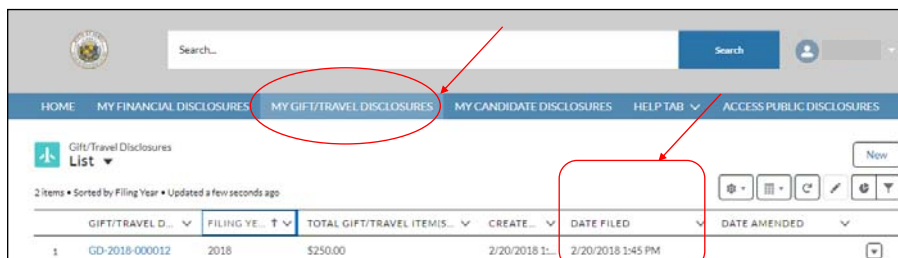 Search... Search
HOME MY FINANCIAL DISCLOSURES MY GIFT/TRAVEL DISCLOSURES MY CANDIDATE DISCLOSURES HELP TAB ACCESS PUBLIC DISCLOSURES
Gift/Travel Disclosures
List
New
2 items • Sorted by Filing Year • Updated a few seconds ago
GIFT/TRAVEL D... FILING YE... TOTAL GIFT/TRAVEL ITEM(S... CREATE... DATE FILED DATE AMENDED
1 GD-2018-000012 2018 $250.00 2/20/2018 1:... 2/20/2018 1:45 PM